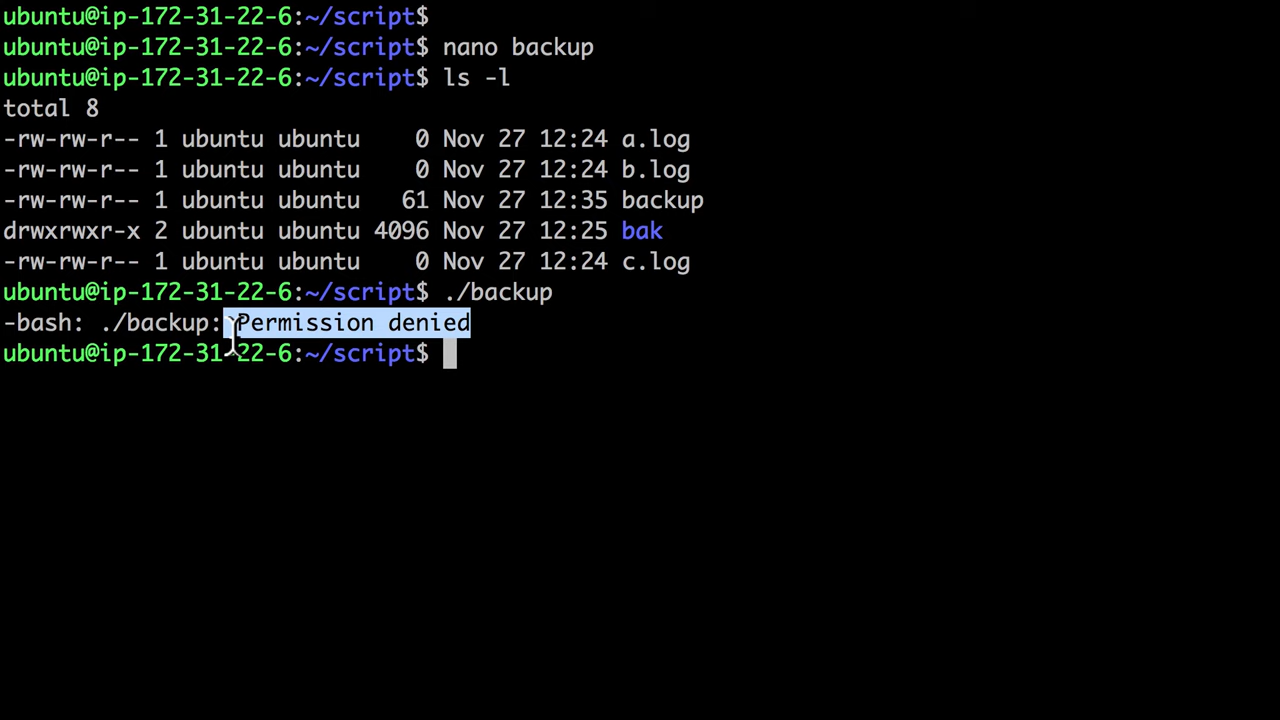 ubuntu@ip-172-31-22-6:~/script$
ubuntu@ip-172-31-22-6:~/script$ nano backup
ubuntu@ip-172-31-22-6:~/script$ ls -l
total 8
-rw-rw-r-- 1 ubuntu ubuntu    0 Nov 27 12:24 a.log
-rw-rw-r-- 1 ubuntu ubuntu    0 Nov 27 12:24 b.log
-rw-rw-r-- 1 ubuntu ubuntu   61 Nov 27 12:35 backup
drwxrwxr-x 2 ubuntu ubuntu 4096 Nov 27 12:25 bak
-rw-rw-r-- 1 ubuntu ubuntu    0 Nov 27 12:24 c.log
ubuntu@ip-172-31-22-6:~/script$ ./backup
-bash: ./backup: Permission denied
ubuntu@ip-172-31-22-6:~/script$